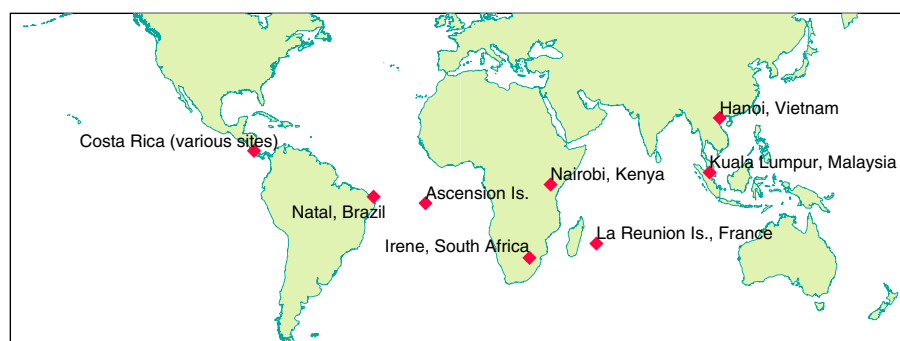 Hanoi, Vietnam
Costa Rica (various sites)
Kuala Lumpur, Malaysia
Nairobi, Kenya
Ascension Is.
Natal, Brazil
La Reunion Is., France
Irene, South Africa